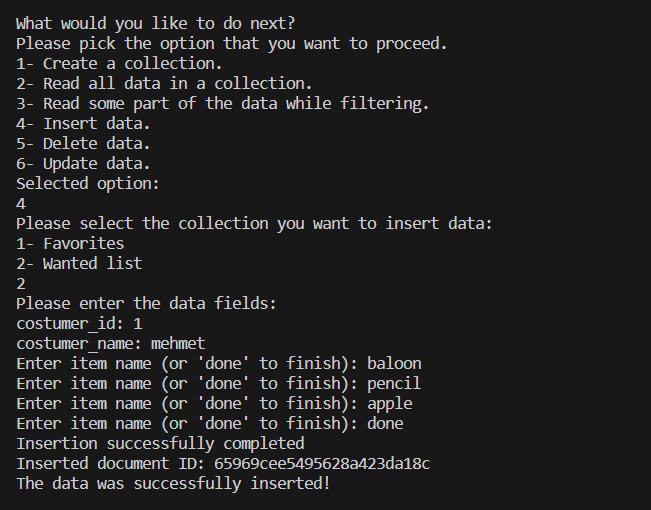 What would you like to do next?
Please pick the option that you want to proceed.
1- Create a collection.
2- Read all data in a collection.
3- Read some part of the data while filtering.
4- Insert data.
5- Delete data.
6- Update data.
Selected option:
4
Please select the collection you want to insert data:
1- Favorites
2- Wanted list
2
Please enter the data fields:
costumer_id: 1
costumer_name: mehmet
Enter item name (or 'done' to finish): baloon
Enter item name (or 'done' to finish): pencil
Enter item name (or 'done' to finish): apple
Enter item name (or 'done' to finish): done
Insertion successfully completed
Inserted document ID: 65969cee5495628a423da18c
The data was successfully inserted!